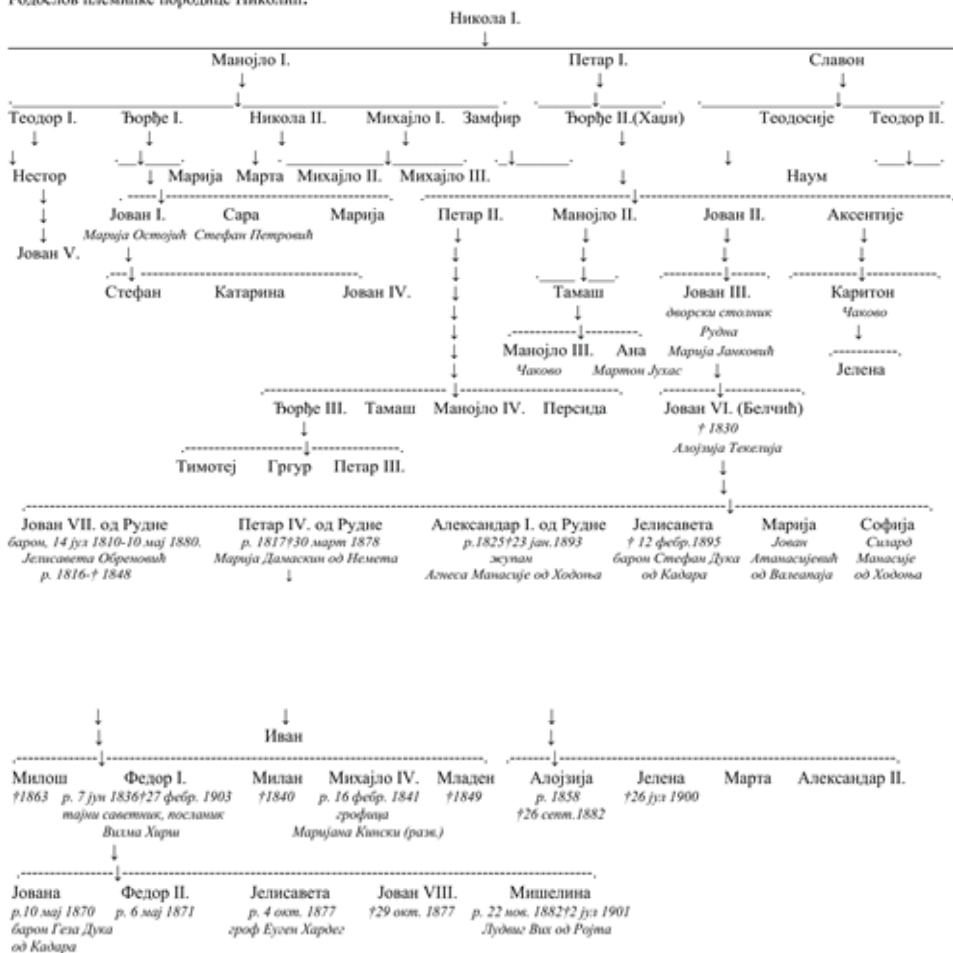 Родослов племићке породице Николић:
Никола I.
Манојло I. Петар I. Славон
Теодор I. Ђорђе I. Никола II. Михајло I. Замфир Ђорђе II.(Хаџи) Теодосије Теодор II.
Нестор Марија Марта Михајло II. Михајло III. Наум
Јован I. Сара Марија Петар II. Манојло II. Јован II. Аксентије
Марија Остојић Стефан Петровић
Јован V.
Стефан Катарина Јован IV. Тамаш Јован III. Каритон
дворски столник Чаково
Рудна
Манојло III. Ана Марија Јанковић
Чаково Мартон Јухас Јелена
Ђорђе III. Тамаш Манојло IV. Персида Јован VI. (Белчић)
† 1830
Алојзија Текелија
Тимотеј Гргур Петар III.
Јован VII. од Рудне Петар IV. од Рудне Александар I. од Рудне Јелисавета Марија Софија
барон, 14 јул 1810-10 мај 1880. р. 1817†30 март 1878 р.1825†23 јан.1893 † 12 фебр.1895 Јован Силард
Јелисавета Обреновић Марија Дамаскин од Немета жупан барон Стефан Дука Атанасијевић Манасије
р. 1816-† 1848 Агнеса Манасије од Ходоња од Кадара од Валеапаја од Ходоња
Иван
Милош Федор I. Милан Михајло IV. Младен Алојзија Јелена Марта Александар II.
†1863 р. 7 јун 1836†27 фебр. 1903 †1840 р. 16 фебр. 1841 †1849 р. 1858 †26 јул 1900
тајни саветник, посланик грофица †26 септ.1882
Вилма Хирш Маријана Кински (разв.)
Јована Федор II. Јелисавета Јован VIII. Мишелина
р.10 мај 1870 р. 6 мај 1871 р. 4 окт. 1877 †29 окт. 1877 р. 22 нов. 1882†2 јул 1901
барон Геза Дука гроф Еуген Хардег Лудвиг Вих од Ројта
од Кадара